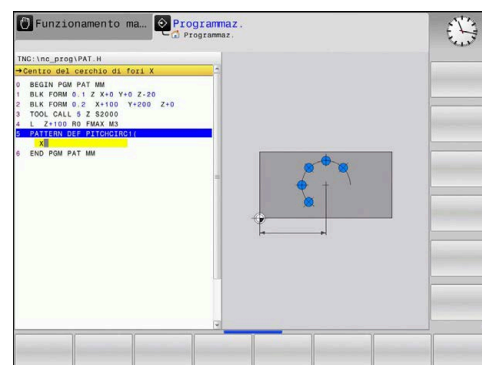 Funzionamento ma...
Programmaz.
Programmaz.
TNC:\nc_prog\PAT.H
→Centro del cerchio di fori X
0 BEGIN PGM PAT MM
1 BLK FORM 0.1 Z X+0 Y+0 Z-20
2 BLK FORM 0.2 X+100 Y+200 Z+0
3 TOOL CALL 5 Z S2000
4 L Z+100 R0 FMAX M3
5 PATTERN DEF PITCHCIRC1(
X
6 END PGM PAT MM